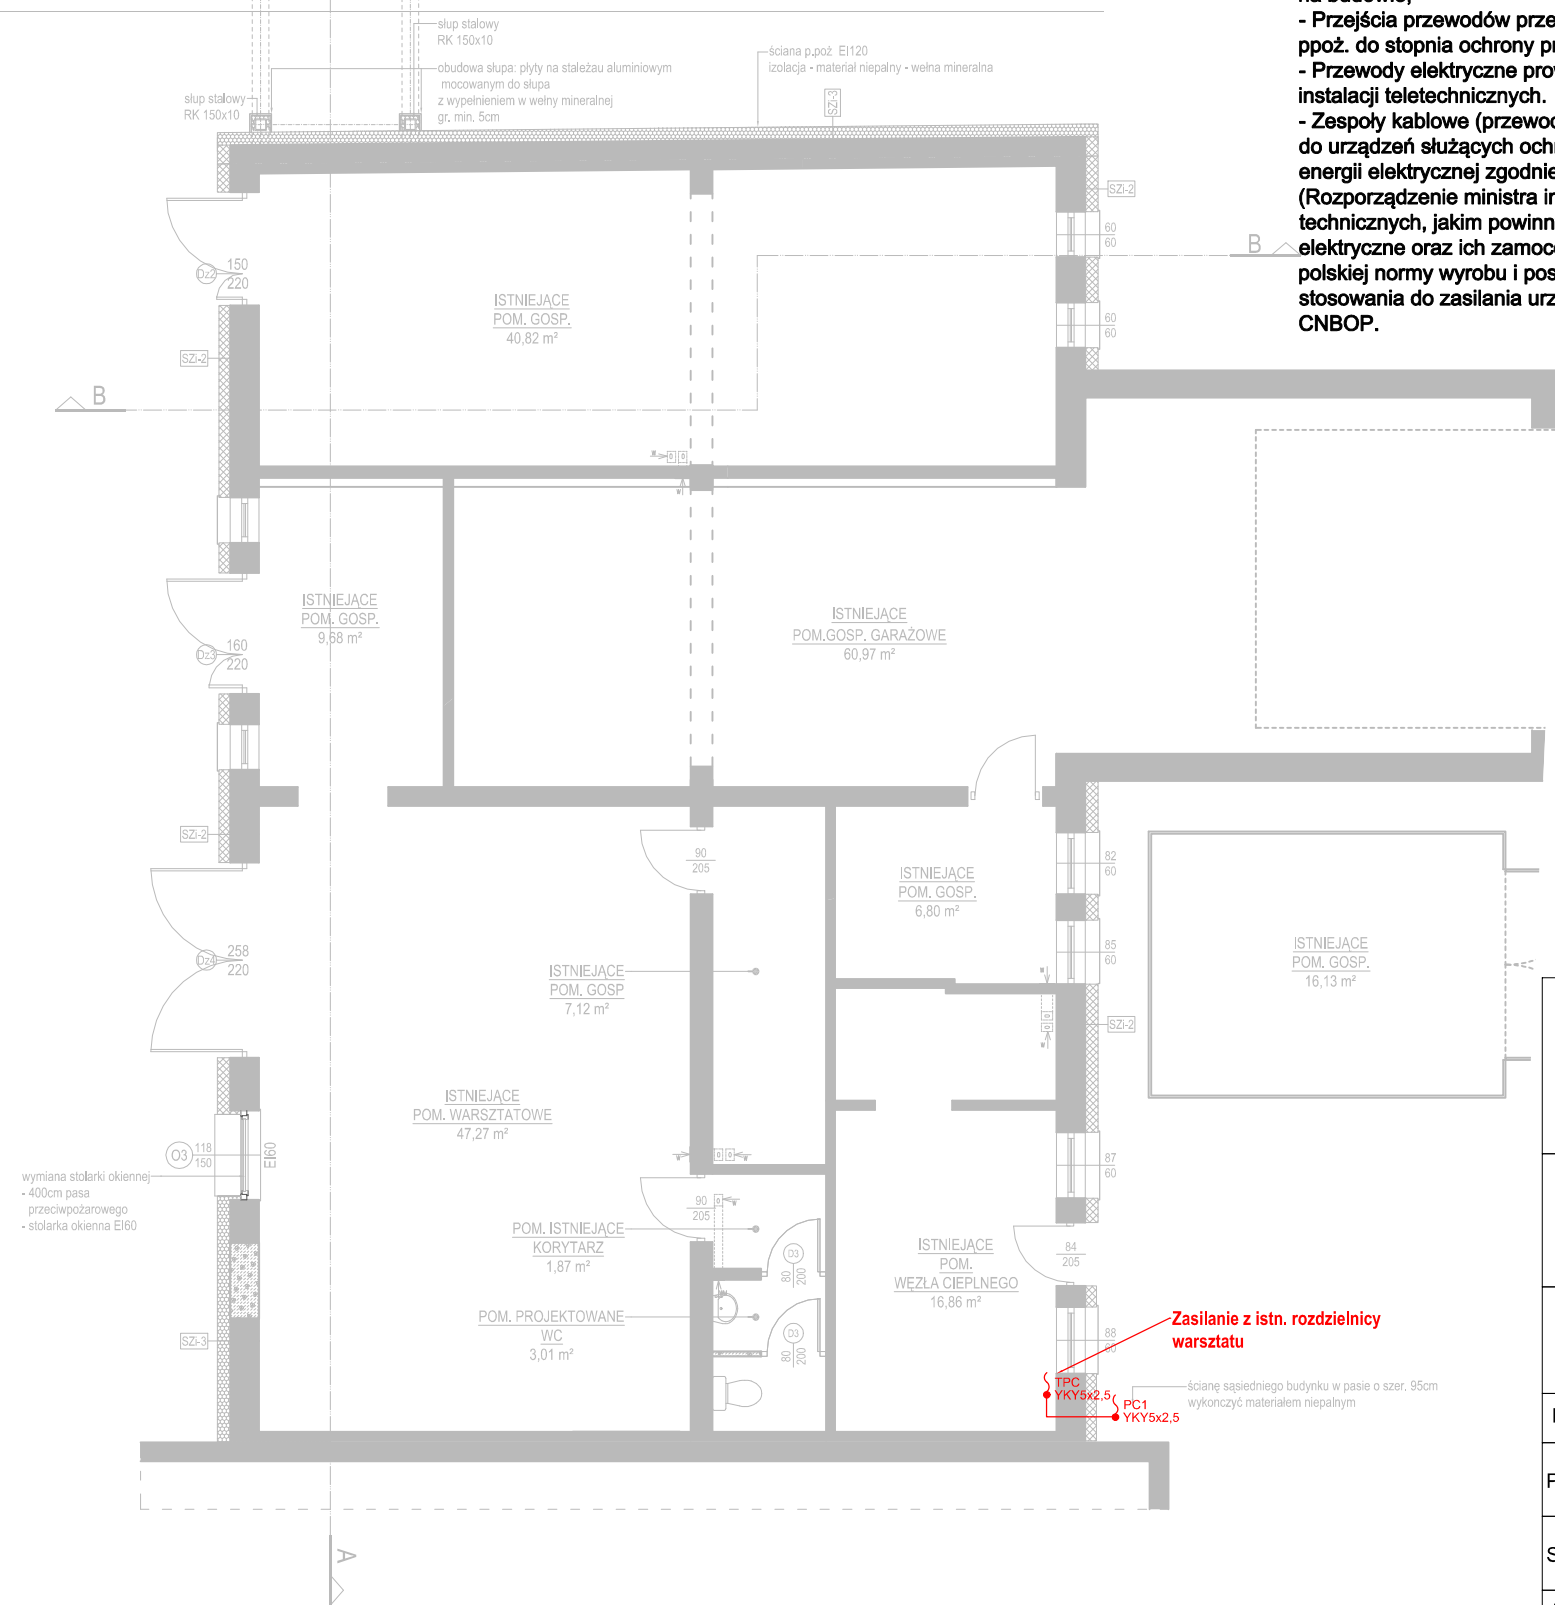 słup stalowy
RK 150x10
obudowa słupa: płyty na stależau aluminiowym
mocowanym do słupa
z wypełnieniem w wełny mineralnej
gr. min. 5cm
słup stalowy
RK 150x10
ściana p.poż EI120
izolacja - materiał niepalny - wełna mineralna
SZi-3
- Przejścia przewodów prze
ppoż. do stopnia ochrony pr
- Przewody elektryczne prov
instalacji teletechnicznych.
- Zespoły kablowe (przewod
do urządzeń służących ochr
energii elektrycznej zgodnie
(Rozporządzenie ministra in
technicznych, jakim powinn
elektryczne oraz ich zamoco
polskiej normy wyrobu i pos
stosowania do zasilania urz
CNBOP.
SZi-2
60
60
B
60
60
Dz2
150
220
ISTNIEJĄCE
POM. GOSP.
40,82 m²
SZi-2
B
w
w
ISTNIEJĄCE
POM. GOSP.
9,68 m²
Dz3
160
220
ISTNIEJĄCE
POM.GOSP. GARAŻOWE
60,97 m²
SZi-2
90
205
82
60
ISTNIEJĄCE
POM. GOSP.
6,80 m²
85
60
Dz4
258
220
ISTNIEJĄCE
POM. GOSP
7,12 m²
ISTNIEJĄCE
POM. GOSP.
16,13 m²
w
w
SZi-2
ISTNIEJĄCE
POM. WARSZTATOWE
47,27 m²
O3
118
150
EI60
wymiana stolarki okiennej
- 400cm pasa
przeciwpożarowego
- stolarka okienna EI60
w
w
87
60
90
205
w
POM. ISTNIEJĄCE
KORYTARZ
1,87 m²
D3
80
200
ISTNIEJĄCE
POM.
WĘZŁA CIEPLNEGO
16,86 m²
84
205
POM. PROJEKTOWANE
WC
3,01 m²
D3
80
200
SZi-3
88
60
Zasilanie z istn. rozdzielnicy
warsztatu
TPC
YKY5x2,5
PC1
YKY5x2,5
ścianę sąsiedniego budynku w pasie o szer. 95cm
wykonczyć materiałem niepalnym
A